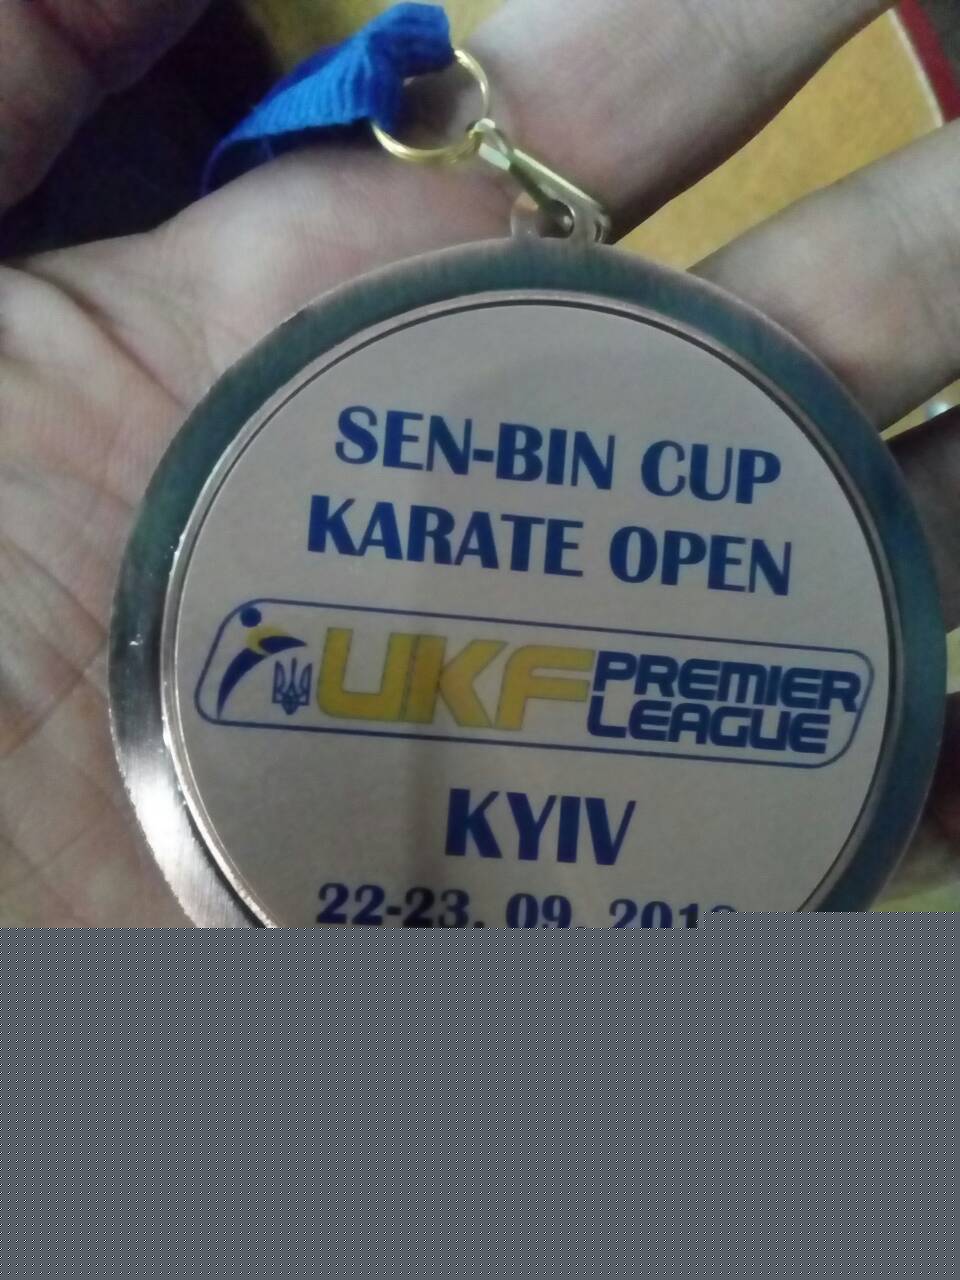 SEN-BIN CUP
KARATE OPEN
UKF PREMIER
LEAGUE
KYIV
22-23. 09.